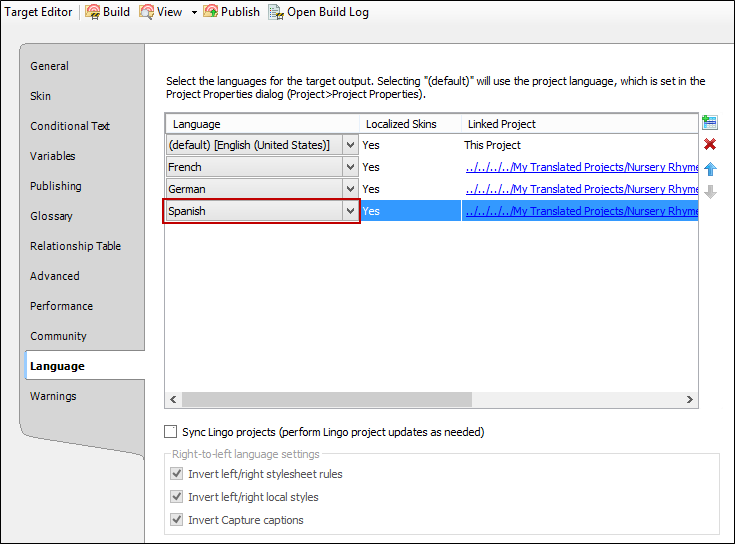 Target Editor Build View Publish Open Build Log
General
Skin
Conditional Text
Variables
Publishing
Glossary
Relationship Table
Advanced
Performance
Community
Language
Warnings
Select the languages for the target output. Selecting "(default)" will use the project language, which is set in the
Project Properties dialog (Project>Project Properties).
Language Localized Skins Linked Project
(default) [English (United States)] Yes This Project
French Yes ../../../../My Translated Projects/Nursery Rhyme
German Yes ../../../../My Translated Projects/Nursery Rhyme
Spanish Yes ../../../../My Translated Projects/Nursery Rhyme
Sync Lingo projects (perform Lingo project updates as needed)
Right-to-left language settings
Invert left/right stylesheet rules
Invert left/right local styles
Invert Capture captions